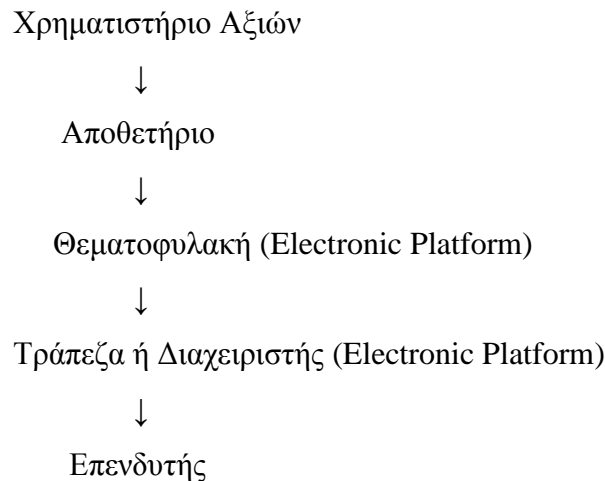 Χρηματιστήριο Αξιών
↓
Αποθετήριο
↓
Θεματοφυλακή (Electronic Platform)
↓
Τράπεζα ή Διαχειριστής (Electronic Platform)
↓
Επενδυτής